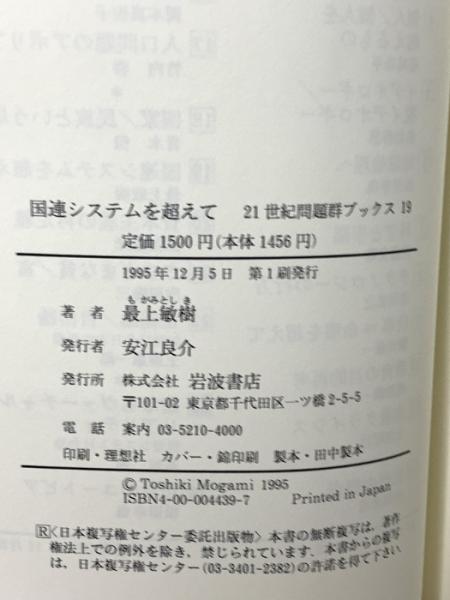 国連システムを超えて 21世紀問題群ブックス 19
定価1500円(本体1456円)
1995年12月5日 第1刷発行
もがみとしき
著者 最上敏樹
発行者 安江良介
発行所 株式会社 岩波書店
〒101-02 東京都千代田区一ツ橋2-5-5
電話 案内 03-5210-4000
印刷・理想社 カバー・錦印刷 製本・田中製本
© Toshiki Mogami 1995
ISBN4-00-004439-7 Printed in Japan
Ⓡ〈日本複写権センター委託出版物〉本書の無断複写は、著作
権法上での例外を除き、禁じられています。本書からの複写
は、日本複写権センター(03-3401-2382)の許諾を得て下さい